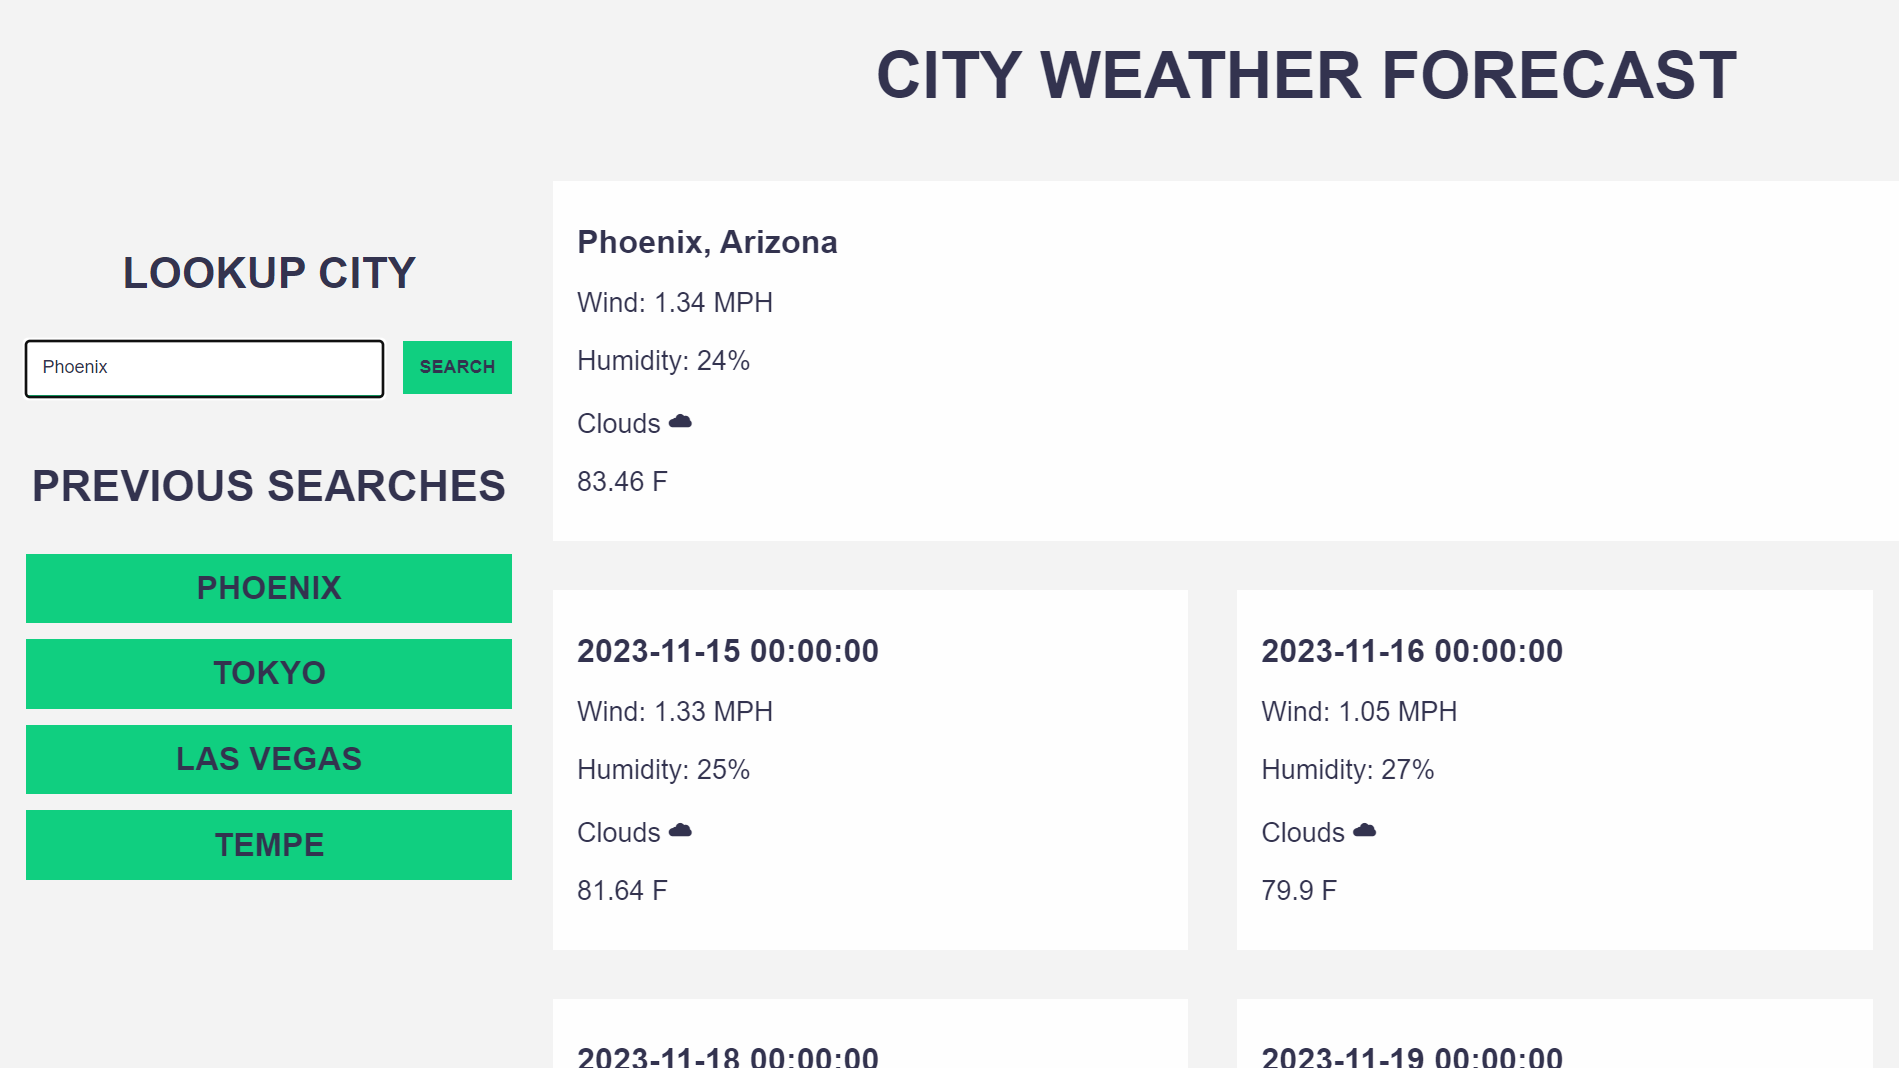 CITY WEATHER FORECAST
LOOKUP CITY
Phoenix
SEARCH
PREVIOUS SEARCHES
PHOENIX
TOKYO
LAS VEGAS
TEMPE
Phoenix, Arizona
Wind: 1.34 MPH
Humidity: 24%
Clouds
83.46 F
2023-11-15 00:00:00
Wind: 1.33 MPH
Humidity: 25%
Clouds
81.64 F
2023-11-16 00:00:00
Wind: 1.05 MPH
Humidity: 27%
Clouds
79.9 F
2023-11-18 00:00:00
2023-11-19 00:00:00